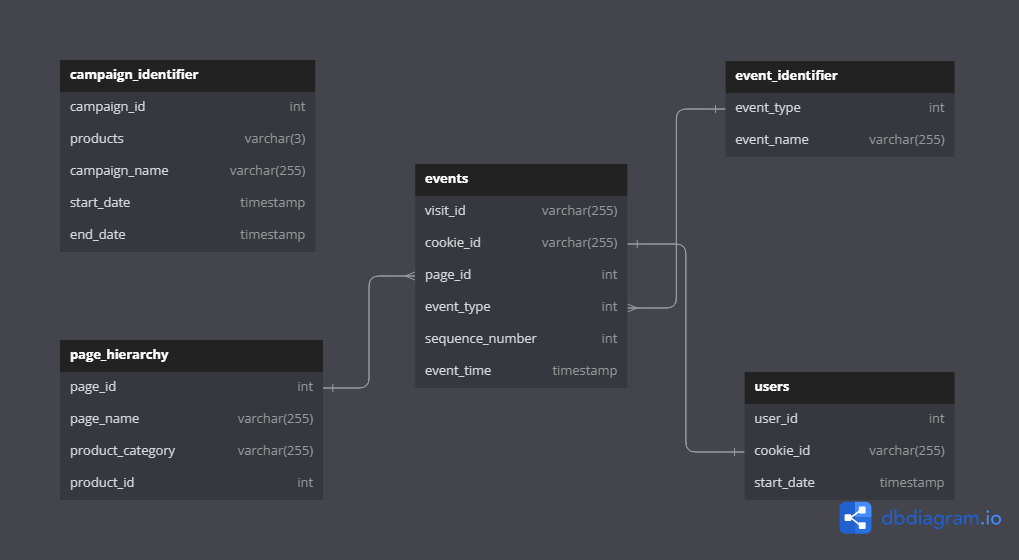 campaign_identifier
campaign_id int
products varchar(3)
campaign_name varchar(255)
start_date timestamp
end_date timestamp
page_hierarchy
page_id int
page_name varchar(255)
product_category varchar(255)
product_id int
events
visit_id varchar(255)
cookie_id varchar(255)
page_id int
event_type int
sequence_number int
event_time timestamp
event_identifier
event_type int
event_name varchar(255)
users
user_id int
cookie_id varchar(255)
start_date timestamp
dbdiagram.io